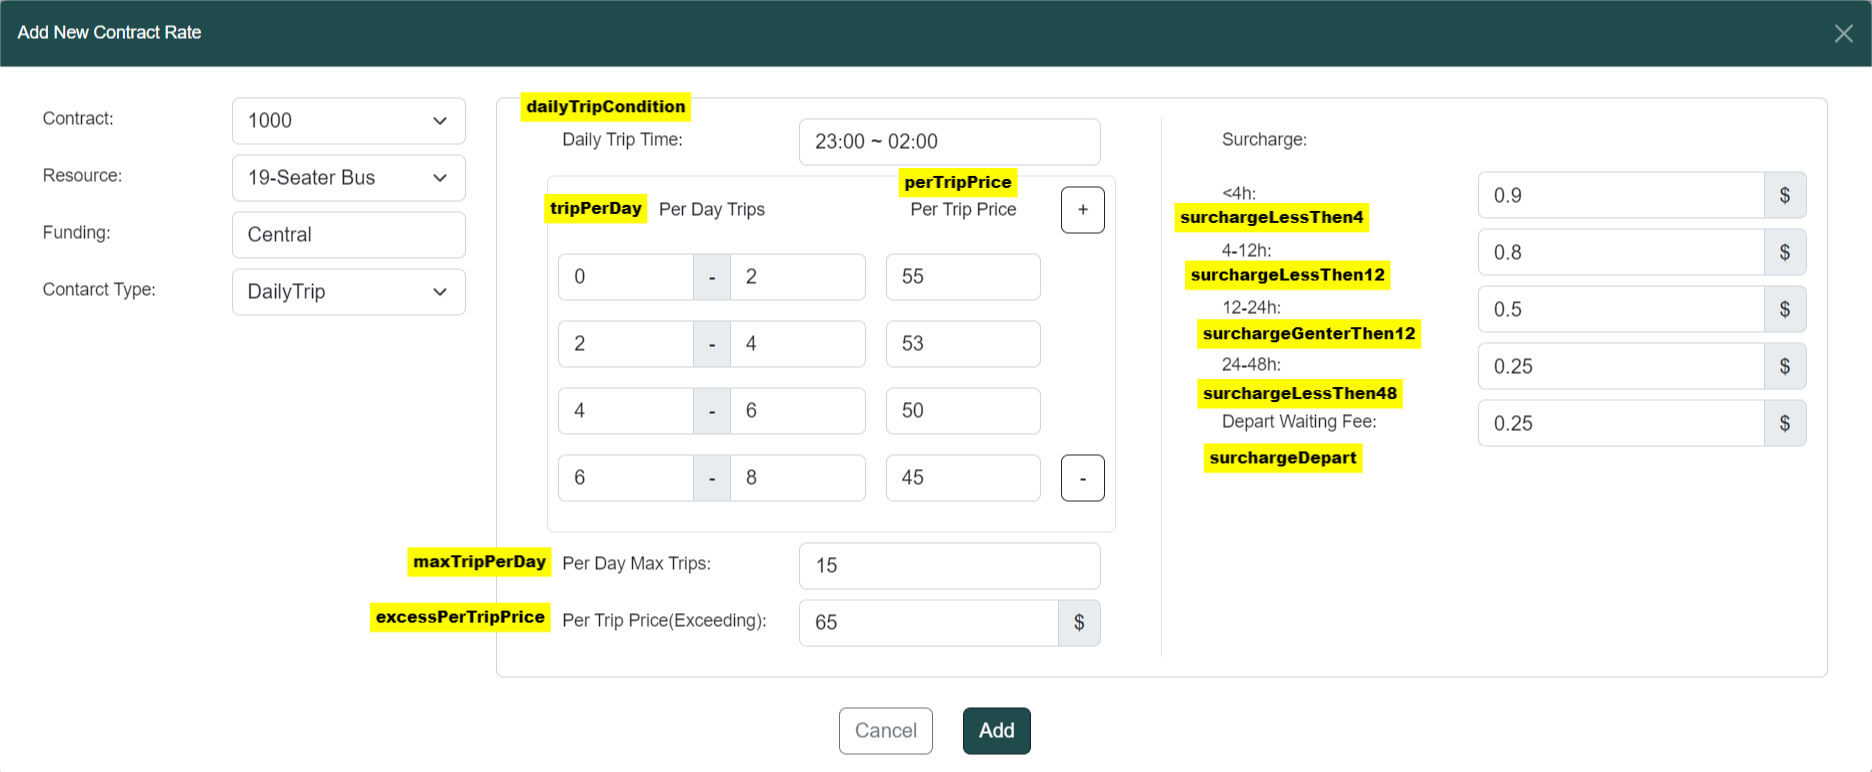 Add New Contract Rate
Contract: 1000
Resource: 19-Seater Bus
Funding: Central
Contarct Type: DailyTrip
dailyTripCondition
Daily Trip Time: 23:00 ~ 02:00
perTripPrice
tripPerDay Per Day Trips Per Trip Price +
0 - 2 55
2 - 4 53
4 - 6 50
6 - 8 45 -
maxTripPerDay Per Day Max Trips: 15
excessPerTripPrice Per Trip Price(Exceeding): 65 $
Surcharge:
<4h: 0.9 $
surchargeLessThen4
4-12h: 0.8 $
surchargeLessThen12
12-24h: 0.5 $
surchargeGenterThen12
24-48h: 0.25 $
surchargeLessThen48
Depart Waiting Fee: 0.25 $
surchargeDepart
Cancel Add